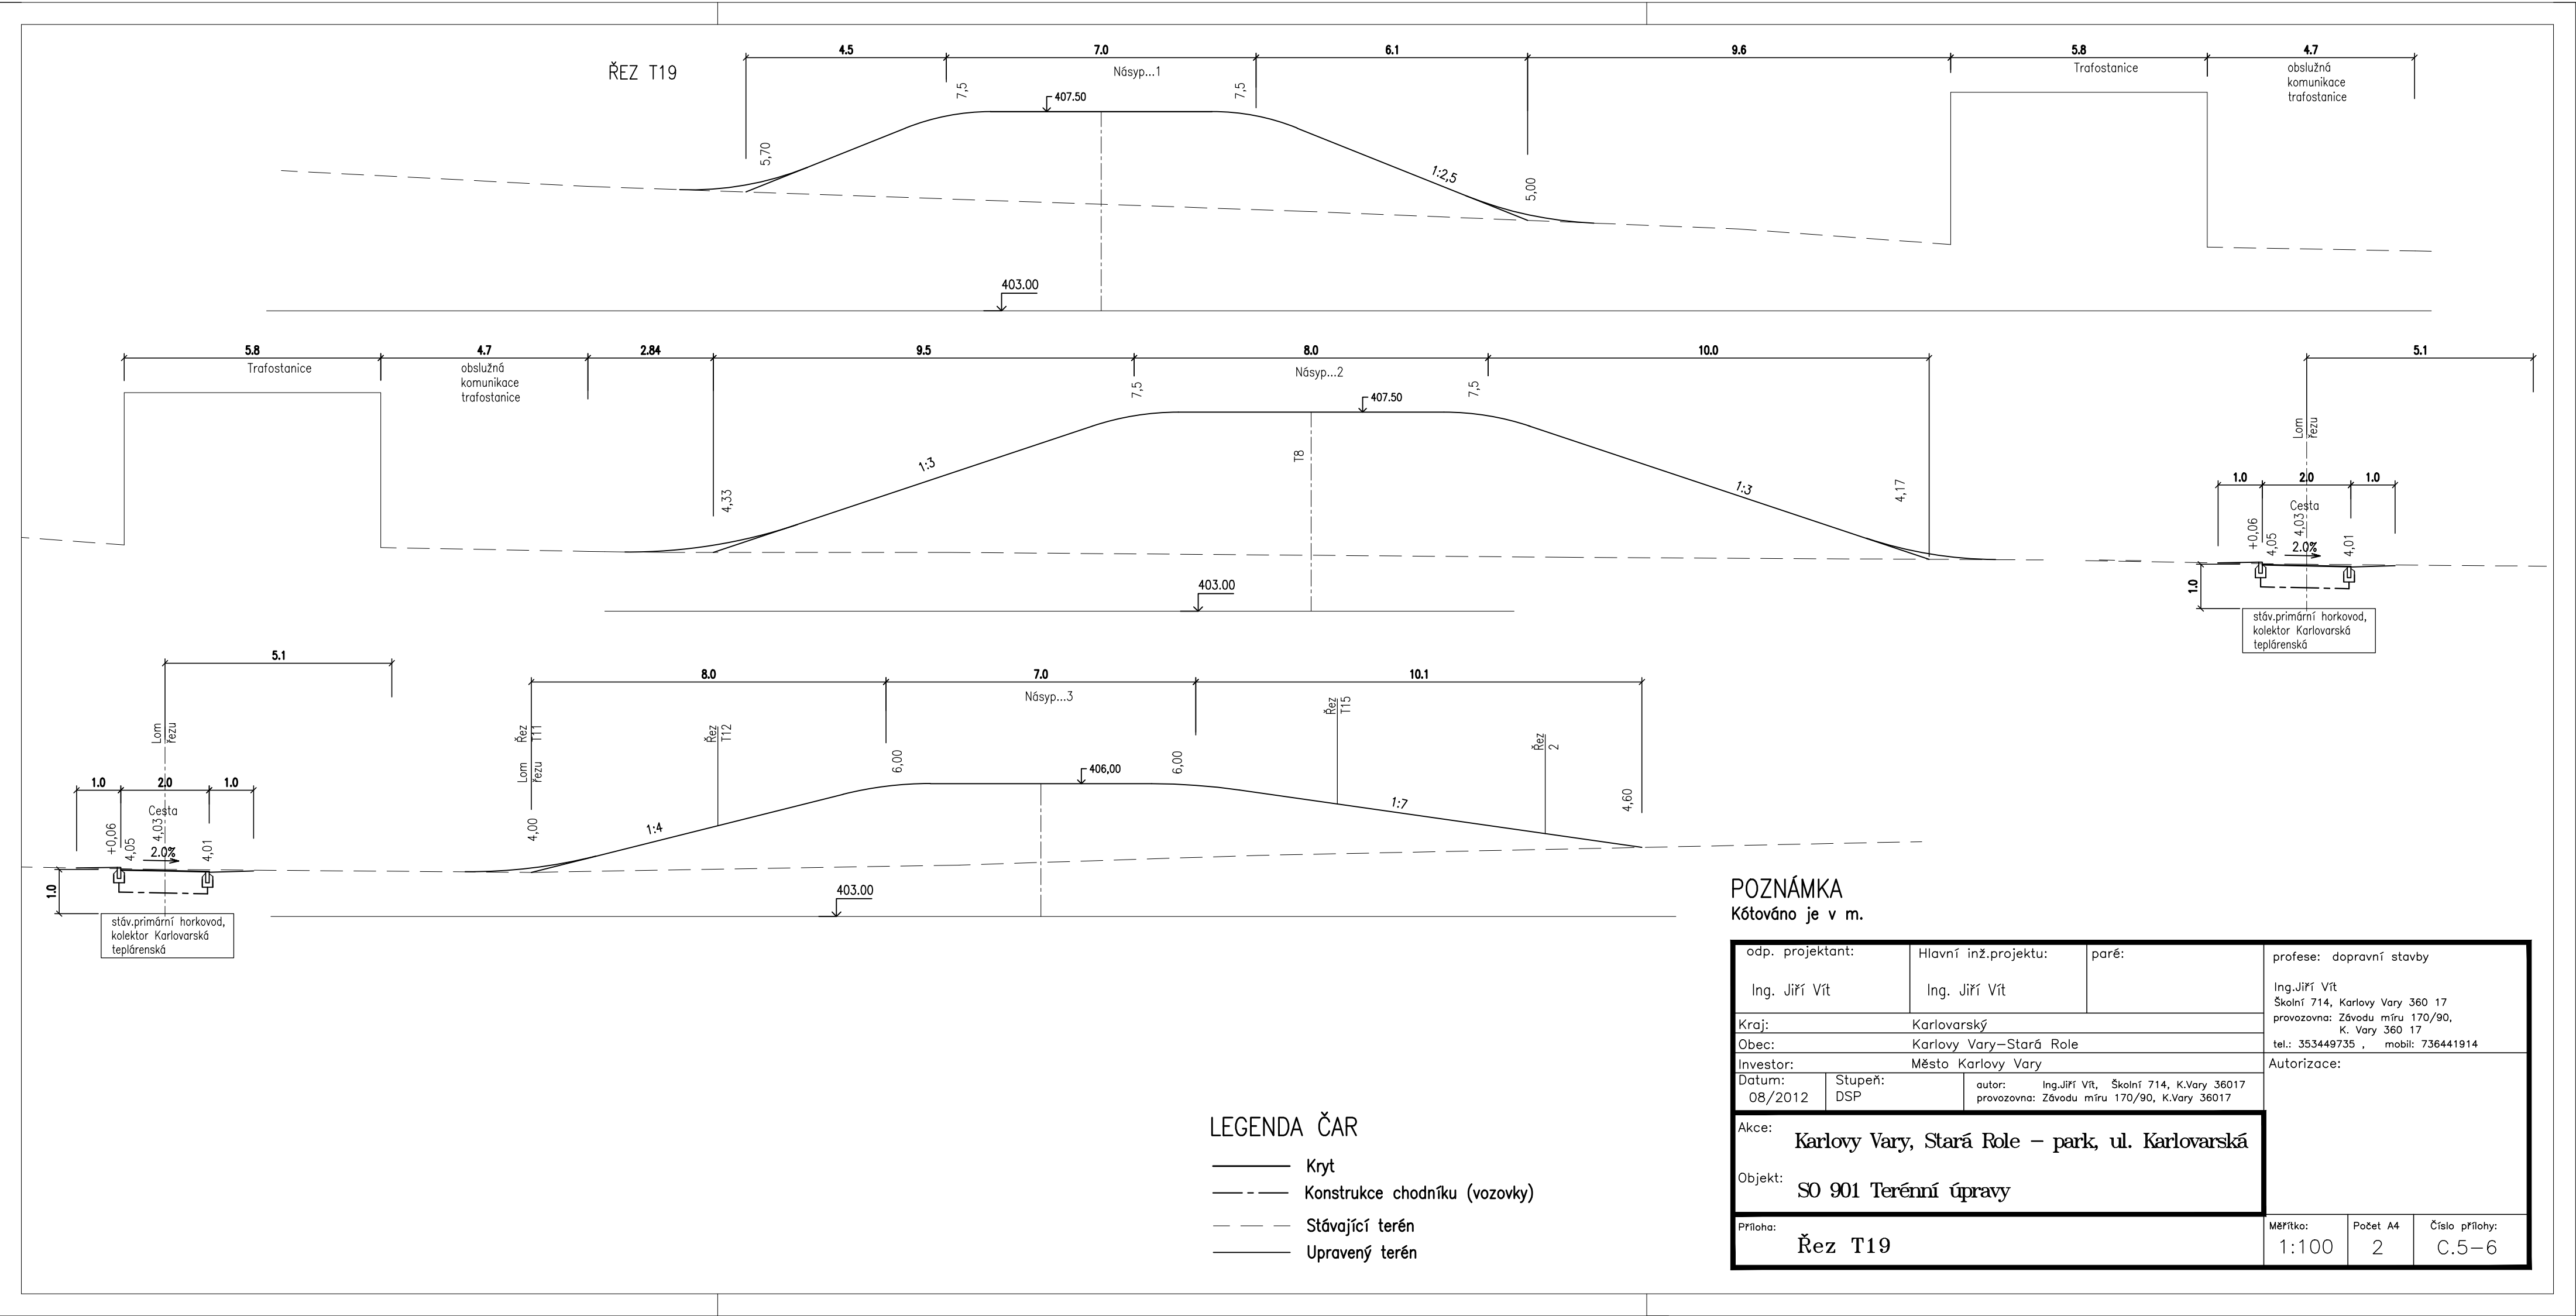 ŘEZ T19
4.5
7.0
6.1
9.6
5.8
4.7
Násyp...1
Trafostanice
obslužná
komunikace
trafostanice
7,5
7,5
407.50
5,70
1:2,5
5,00
403.00
5.8
4.7
2.84
9.5
8.0
10.0
5.1
Trafostanice
obslužná
komunikace
trafostanice
Násyp...2
7,5
7,5
407.50
T8
1:3
1:3
4,33
4,17
Lom
řezu
1.0
2.0
1.0
Cesta
+0,06
4,05
4,03
4,01
2.0%
1.0
403.00
stáv.primární horkovod,
kolektor Karlovarská
teplárenská
5.1
8.0
7.0
10.1
Násyp...3
Lom
řezu
Řez
T11
Lom
řezu
Řez
T12
Řez
T15
Řez
2
6,00
6,00
406,00
4,00
4,60
1:4
1:7
1.0
2.0
1.0
Cesta
+0,06
4,05
4,03
4,01
2.0%
1.0
403.00
stáv.primární horkovod,
kolektor Karlovarská
teplárenská
POZNÁMKA
Kótováno je v m.
odp. projektant:
Ing. Jiří Vít
Hlavní inž.projektu:
Ing. Jiří Vít
paré:
profese: dopravní stavby
Ing.Jiří Vít
Školní 714, Karlovy Vary 360 17
provozovna: Závodu míru 170/90,
K. Vary 360 17
tel.: 353449735 , mobil: 736441914
Kraj: Karlovarský
Obec: Karlovy Vary-Stará Role
Investor: Město Karlovy Vary
Autorizace:
Datum:
08/2012
Stupeň:
DSP
autor: Ing.Jiří Vít, Školní 714, K.Vary 36017
provozovna: Závodu míru 170/90, K.Vary 36017
Akce:
Karlovy Vary, Stará Role – park, ul. Karlovarská
Objekt:
SO 901 Terénní úpravy
Příloha:
Řez T19
Měřítko:
1:100
Počet A4
2
Číslo přílohy:
C.5-6
LEGENDA ČAR
Kryt
Konstrukce chodníku (vozovky)
Stávající terén
Upravený terén